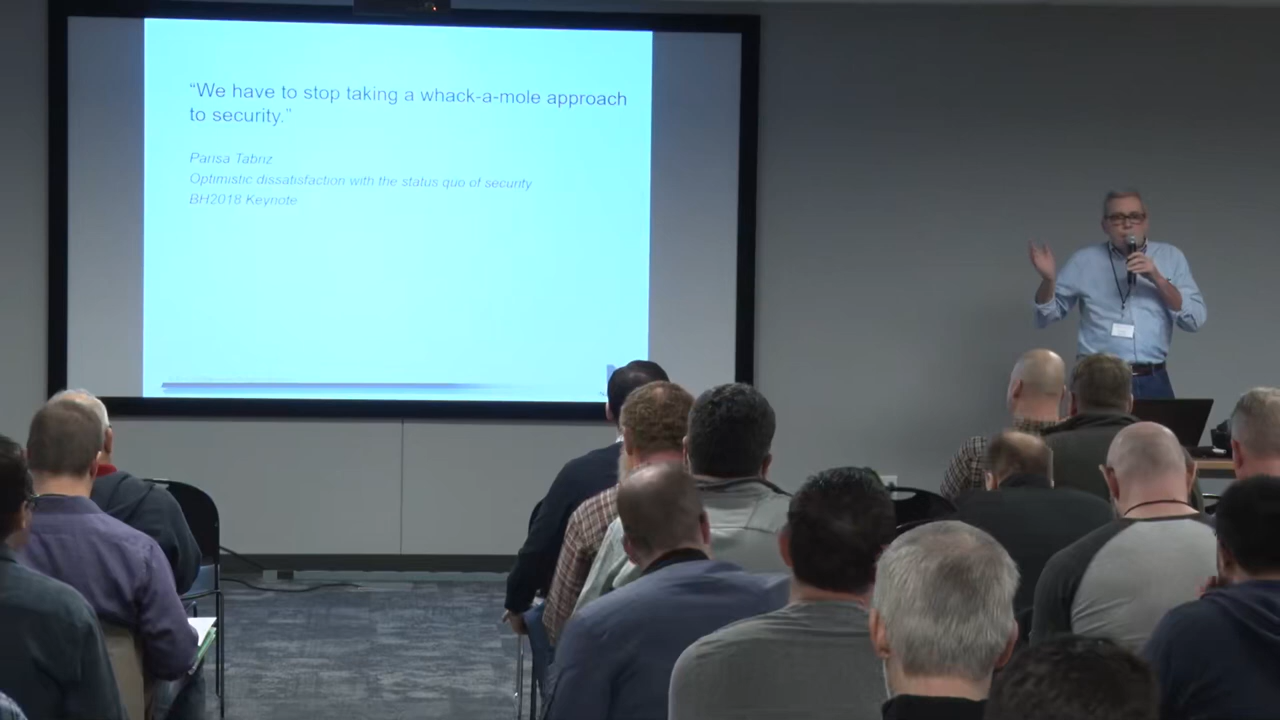 “We have to stop taking a whack-a-mole approach
to security.”
Parisa Tabriz
Optimistic dissatisfaction with the status quo of security
BH2018 Keynote